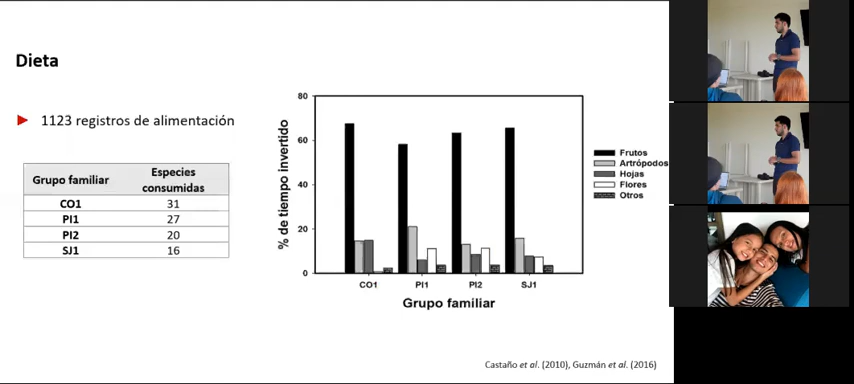 Dieta
► 1123 registros de alimentación
Grupo familiar Especies consumidas
CO1 31
PI1 27
PI2 20
SJ1 16
80
60
40
20
0
% de tiempo invertido
CO1 PI1 PI2 SJ1
Grupo familiar
Frutos
Artrópodos
Hojas
Flores
Otros
Castaño et al. (2010), Guzmán et al. (2016)